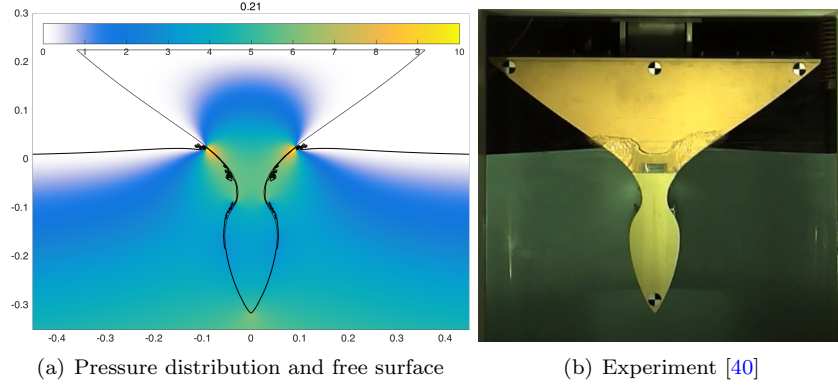 0.21
0.3
0 1 2 3 4 5 6 7 8 9 10
0.2
0.1
0
-0.1
-0.2
-0.3
-0.4 -0.3 -0.2 -0.1 0 0.1 0.2 0.3 0.4
(a) Pressure distribution and free surface
(b) Experiment [40]